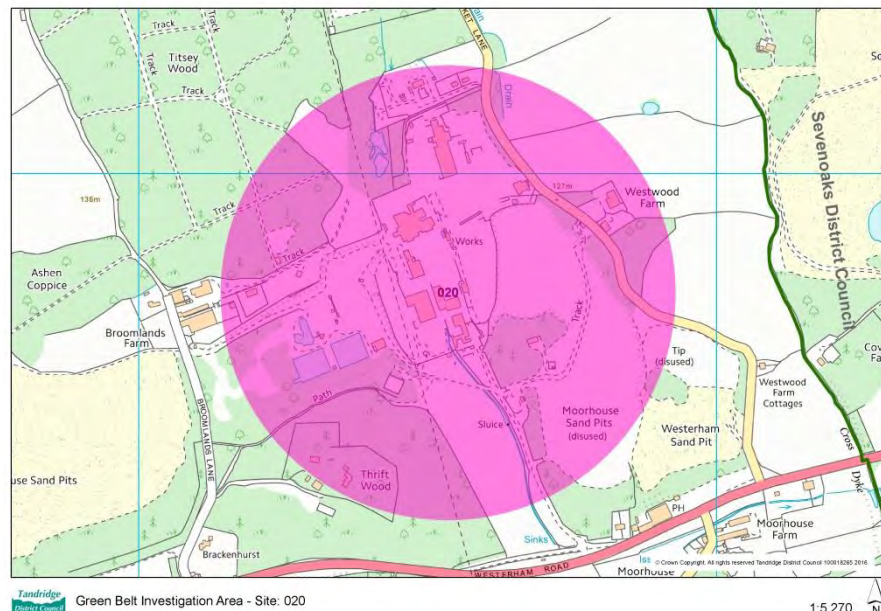 Track
Titsey
Wood
Track
Track
KET LANE
Drain
Drain
136m
Track
127m
Westwood
Farm
Sevenoaks District Council
Works
Ashen
Coppice
020
Broomlands
Farm
Track
Tip
(disused)
Path
Westwood
Farm
Cottages
Moorhouse
Sand Pits
(disused)
Westerham
Sand Pit
Sluice
BROOMLANDS LANE
Cross Dyke
Thrift
Wood
use Sand Pits
PH
Moorhouse
Farm
Sinks
Brackenhurst
WESTERHAM ROAD
Moorhouse
© Crown Copyright. All rights reserved Tandridge District Council 100018265 2016
Tandridge
District Council
Green Belt Investigation Area - Site: 020
1:5,270
N